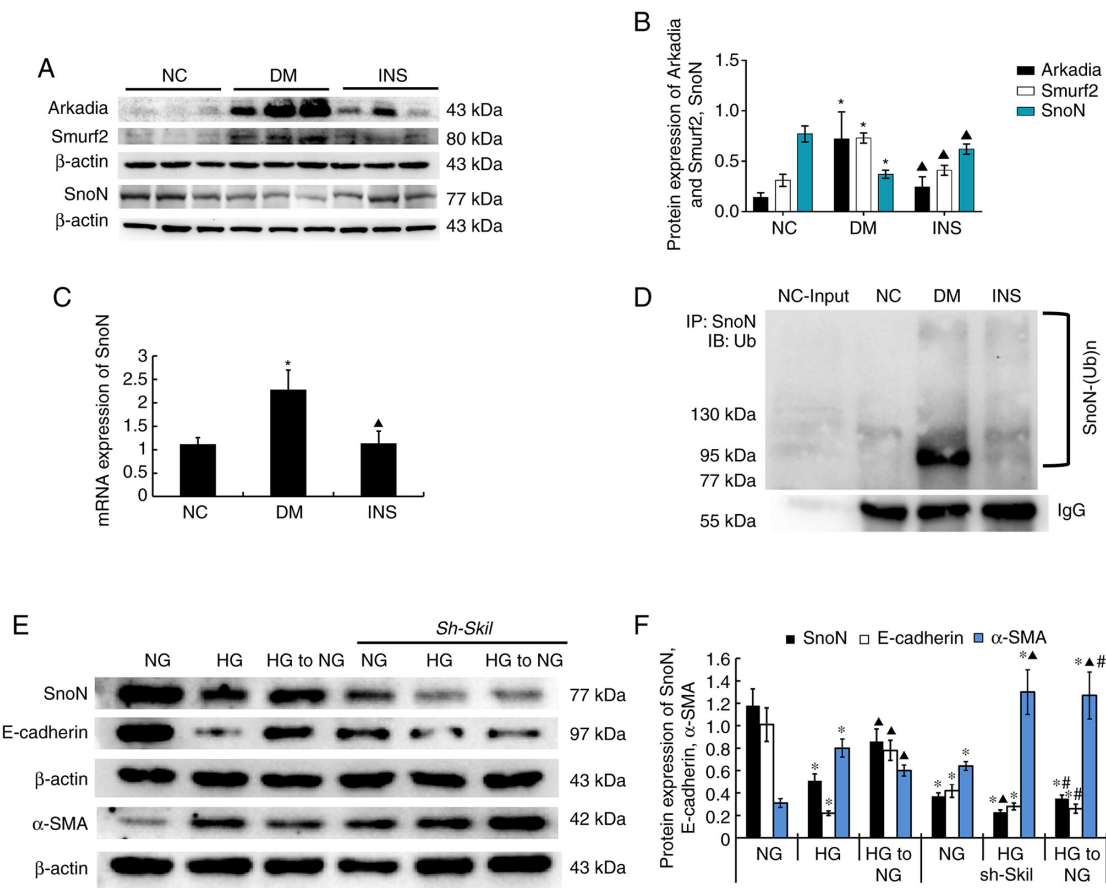 A
NC DM INS
Arkadia 43 kDa
Smurf2 80 kDa
β-actin 43 kDa
SnoN 77 kDa
β-actin 43 kDa
B
Protein expression of Arkadia
and Smurf2, SnoN
1.5
1.0
0.5
0.0
* * *
▲ ▲ ▲
NC DM INS
Arkadia
Smurf2
SnoN
C
mRNA expression of SnoN
3
2.5
2
1.5
1
0.5
0
*
▲
NC DM INS
D
NC-Input NC DM INS
IP: SnoN
IB: Ub
130 kDa
95 kDa
77 kDa
55 kDa
SnoN-(Ub)n
IgG
E
Sh-Skil
NG HG HG to NG NG HG HG to NG
SnoN 77 kDa
E-cadherin 97 kDa
β-actin 43 kDa
α-SMA 42 kDa
β-actin 43 kDa
F
SnoN E-cadherin α-SMA
Protein expression of SnoN,
E-cadherin, α-SMA
1.6
1.4
1.2
1.0
0.8
0.6
0.4
0.2
0
* * *
▲ ▲ ▲
* * *
*▲ * *▲
*# *# *▲#
NG HG HG to NG HG HG to
NG sh-Skil NG